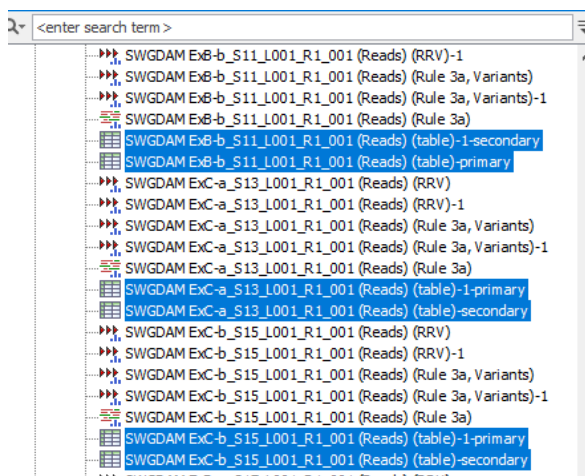 <enter search term>
SWGDAM ExB-b_S11_L001_R1_001 (Reads) (RRV)-1
SWGDAM ExB-b_S11_L001_R1_001 (Reads) (Rule 3a, Variants)
SWGDAM ExB-b_S11_L001_R1_001 (Reads) (Rule 3a, Variants)-1
SWGDAM ExB-b_S11_L001_R1_001 (Reads) (Rule 3a)
SWGDAM ExB-b_S11_L001_R1_001 (Reads) (table)-1-secondary
SWGDAM ExB-b_S11_L001_R1_001 (Reads) (table)-primary
SWGDAM ExC-a_S13_L001_R1_001 (Reads) (RRV)
SWGDAM ExC-a_S13_L001_R1_001 (Reads) (RRV)-1
SWGDAM ExC-a_S13_L001_R1_001 (Reads) (Rule 3a, Variants)
SWGDAM ExC-a_S13_L001_R1_001 (Reads) (Rule 3a, Variants)-1
SWGDAM ExC-a_S13_L001_R1_001 (Reads) (Rule 3a)
SWGDAM ExC-a_S13_L001_R1_001 (Reads) (table)-1-primary
SWGDAM ExC-a_S13_L001_R1_001 (Reads) (table)-secondary
SWGDAM ExC-b_S15_L001_R1_001 (Reads) (RRV)
SWGDAM ExC-b_S15_L001_R1_001 (Reads) (RRV)-1
SWGDAM ExC-b_S15_L001_R1_001 (Reads) (Rule 3a, Variants)
SWGDAM ExC-b_S15_L001_R1_001 (Reads) (Rule 3a, Variants)-1
SWGDAM ExC-b_S15_L001_R1_001 (Reads) (Rule 3a)
SWGDAM ExC-b_S15_L001_R1_001 (Reads) (table)-1-primary
SWGDAM ExC-b_S15_L001_R1_001 (Reads) (table)-secondary